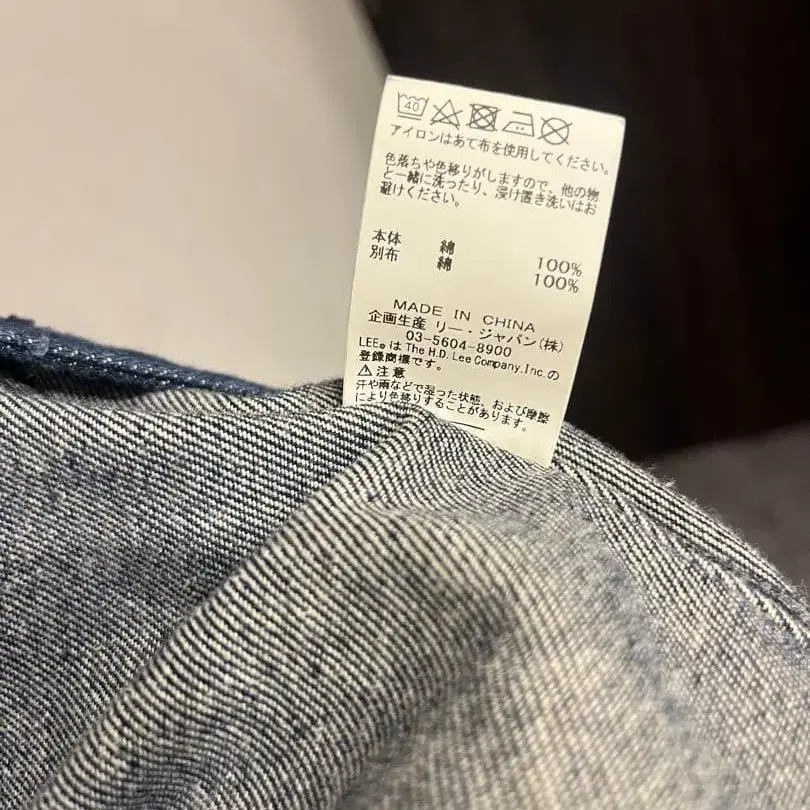 40
アイロンはあて布を使用してください。
色落ちや色移りがしますので、他の物
と一緒に洗ったり、浸け置き洗いはお
避けください。
本体 綿 100%
別布 綿 100%
MADE IN CHINA
企画生産 リー・ジャパン(株)
03-5604-8900
LEE®は The H.D. Lee Company,Inc.の
登録商標です。
⚠注意
汗や雨などで湿った状態、および摩擦
により色移りすることがあります。